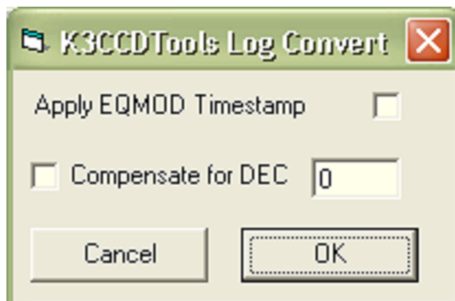 K3CCDTools Log Convert
Apply EQMOD Timestamp
Compensate for DEC 0
Cancel OK